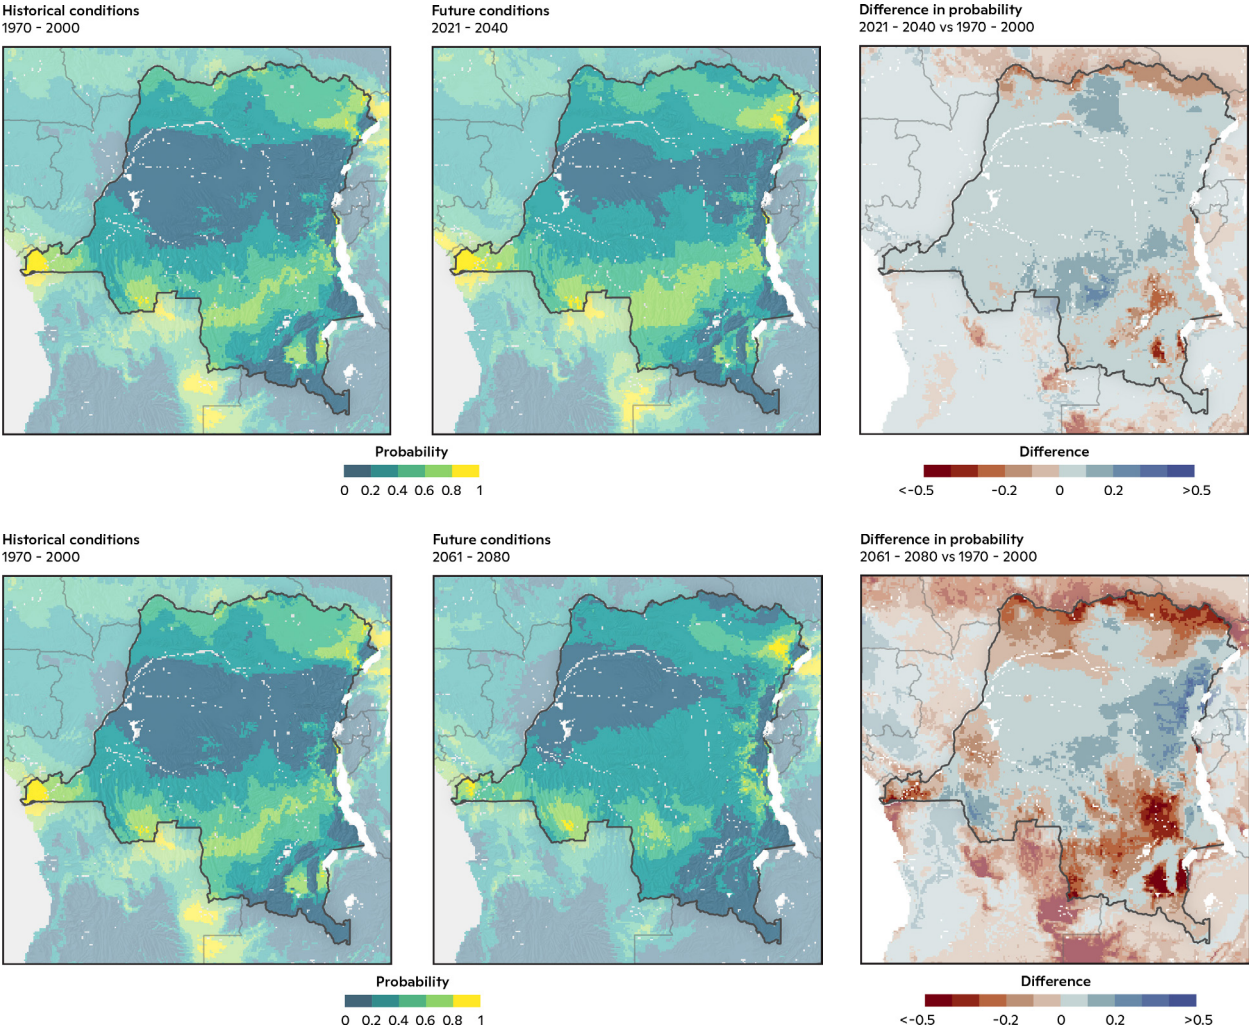 Historical conditions
1970 - 2000
Future conditions
2021 - 2040
Difference in probability
2021 - 2040 vs 1970 - 2000
Probability
0 0.2 0.4 0.6 0.8 1
Difference
<-0.5 -0.2 0 0.2 >0.5
Historical conditions
1970 - 2000
Future conditions
2061 - 2080
Difference in probability
2061 - 2080 vs 1970 - 2000
Probability
0 0.2 0.4 0.6 0.8 1
Difference
<-0.5 -0.2 0 0.2 >0.5